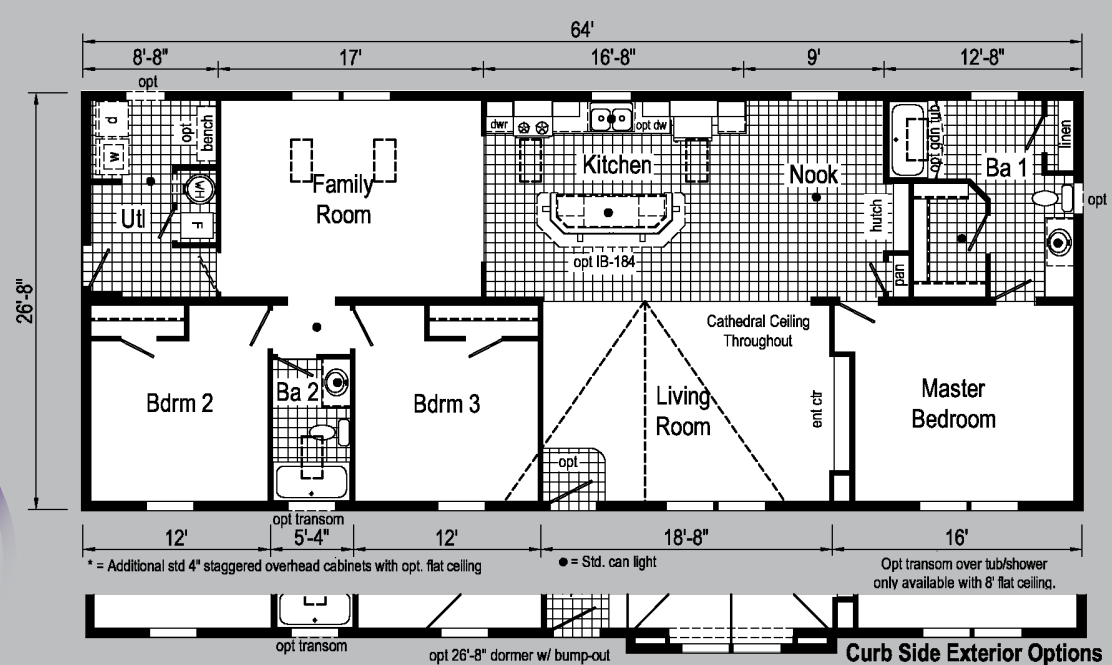 64'
8'-8"
17'
16'-8"
9'
12'-8"
opt
d
w
opt
bench
WH
F
Utl
Family
Room
dwr
opt dw
Kitchen
opt IB-184
Nook
hutch
pan
opt gdn tub
Ba 1
linen
opt
26'-8"
Bdrm 2
Ba 2
Bdrm 3
Cathedral Ceiling
Throughout
Living
Room
opt
ent ctr
Master
Bedroom
opt transom
12'
5'-4"
12'
18'-8"
16'
* = Additional std 4" staggered overhead cabinets with opt. flat ceiling
● = Std. can light
Opt transom over tub/shower
only available with 8' flat ceiling.
opt transom
opt 26'-8" dormer w/ bump-out
Curb Side Exterior Options